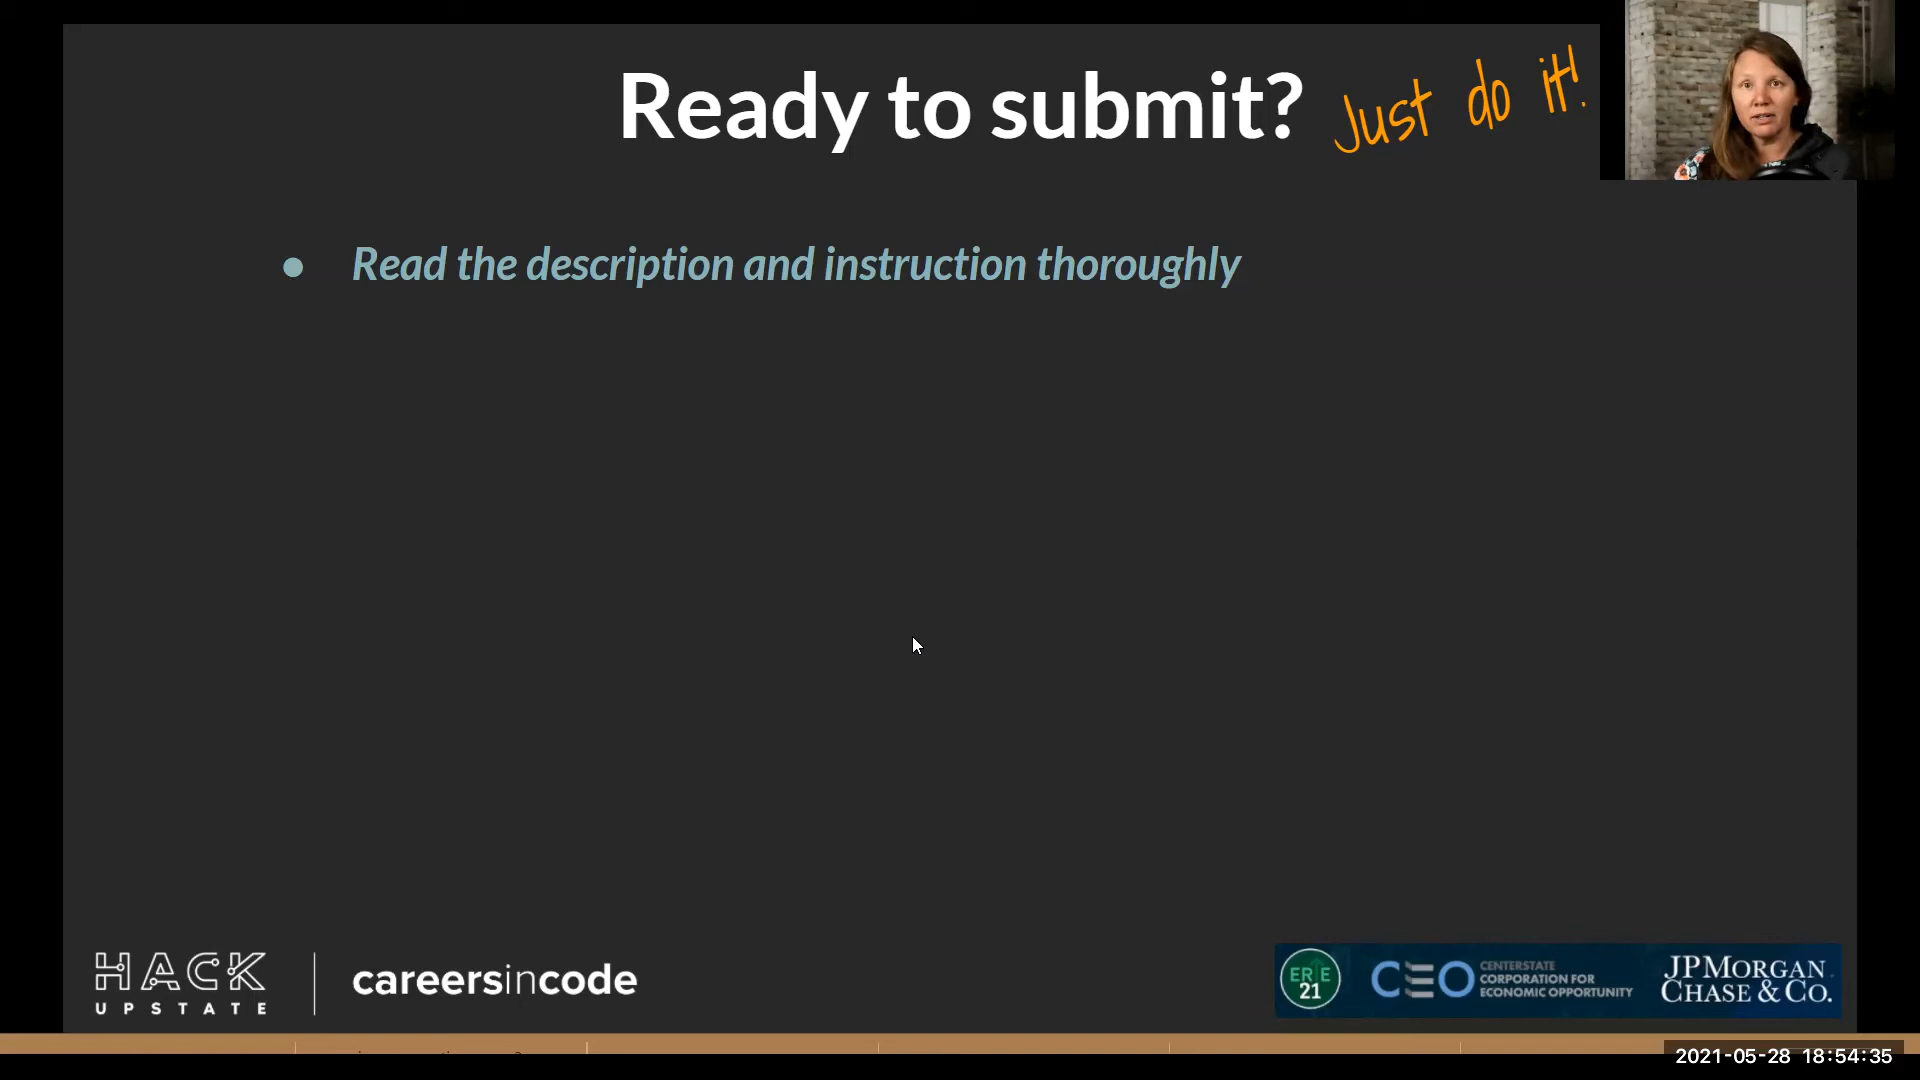 Ready to submit? Just do it!
● Read the description and instruction thoroughly
HACK
UPSTATE
careersincode
ERIE
21
CEO
CENTERSTATE
CORPORATION FOR
ECONOMIC OPPORTUNITY
JPMORGAN
CHASE & CO.
2021-05-28 18:54:35